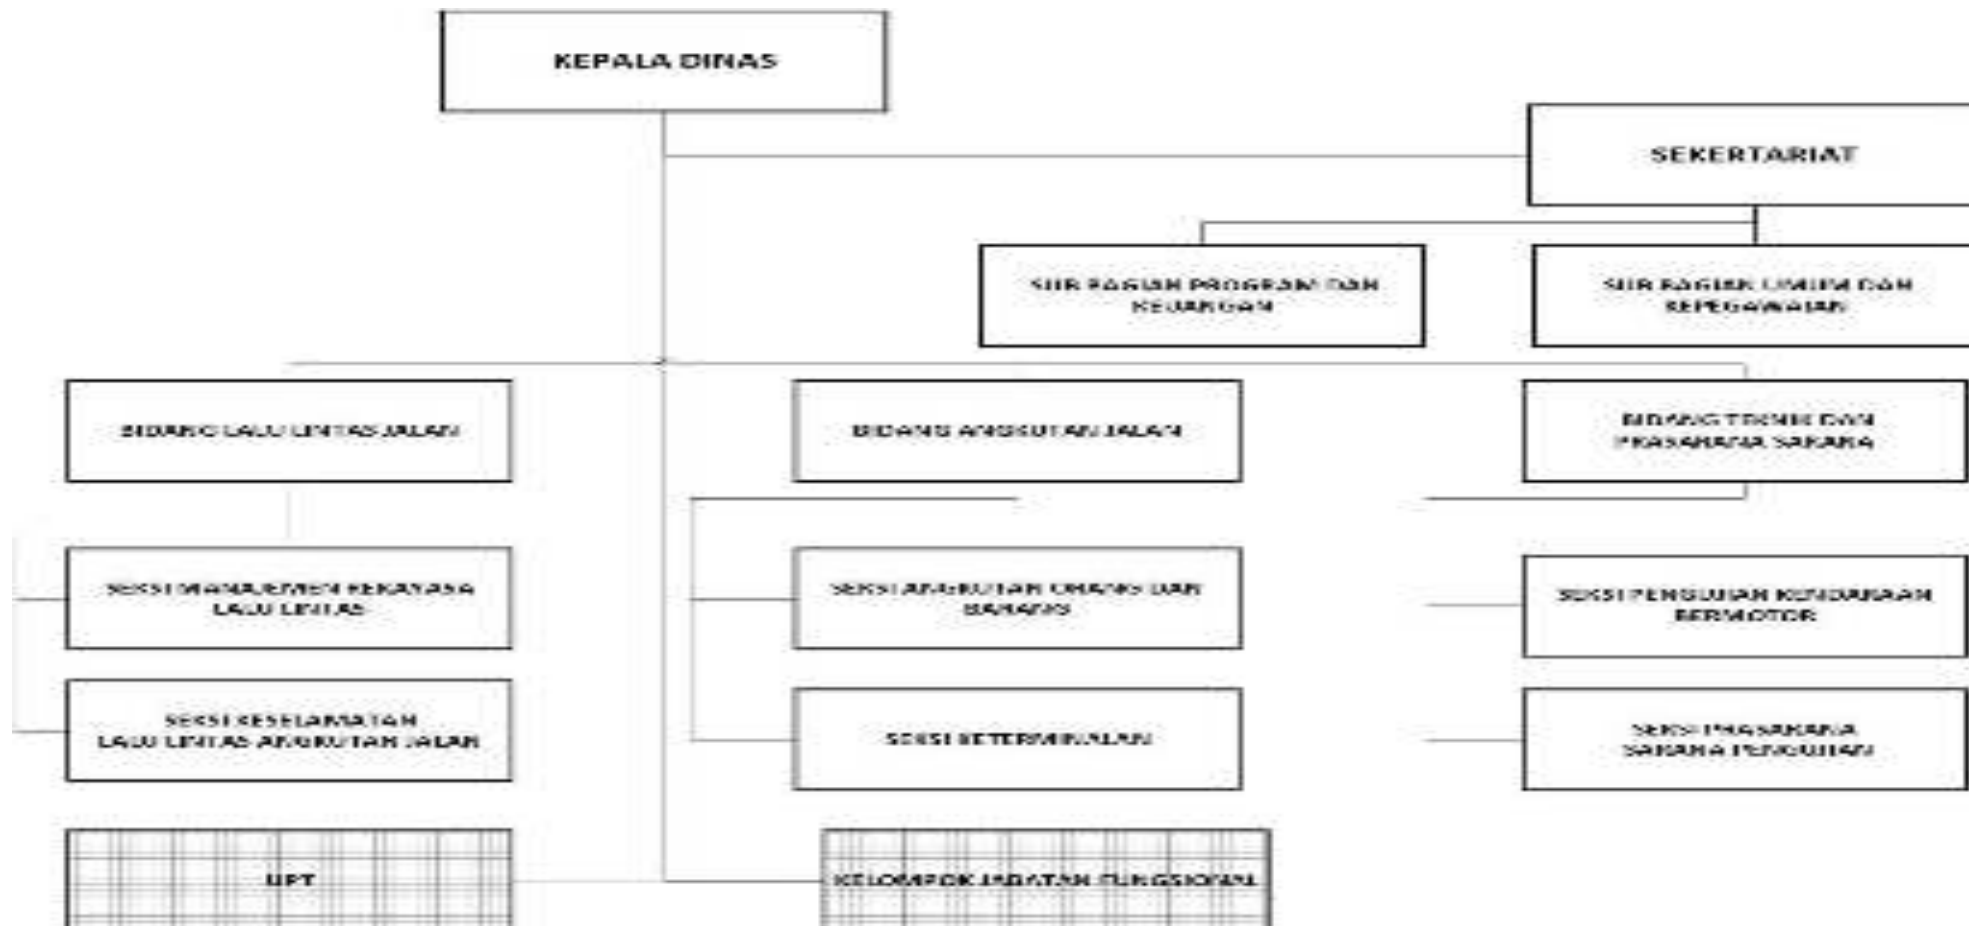 KEPALA DINAS
SEKERTARIAT
SUB BAGIAN PROGRAM DAN
KEUANGAN
SUB BAGIAN UMUM DAN
KEPEGAWAIAN
BIDANG LALU LINTAS JALAN
BIDANG ANGKUTAN JALAN
BIDANG TEKNIK DAN
PRASARANA SARANA
SEKSI MANAJEMEN REKAYASA
LALU LINTAS
SEKSI ANGKUTAN ORANG DAN
BARANG
SEKSI PENGUJIAN KENDARAAN
BERMOTOR
SEKSI KESELAMATAN
LALU LINTAS ANGKUTAN JALAN
SEKSI KETERMINALAN
SEKSI PRASARANA
SARANA PENGUJIAN
UPT
KELOMPOK JABATAN FUNGSIONAL